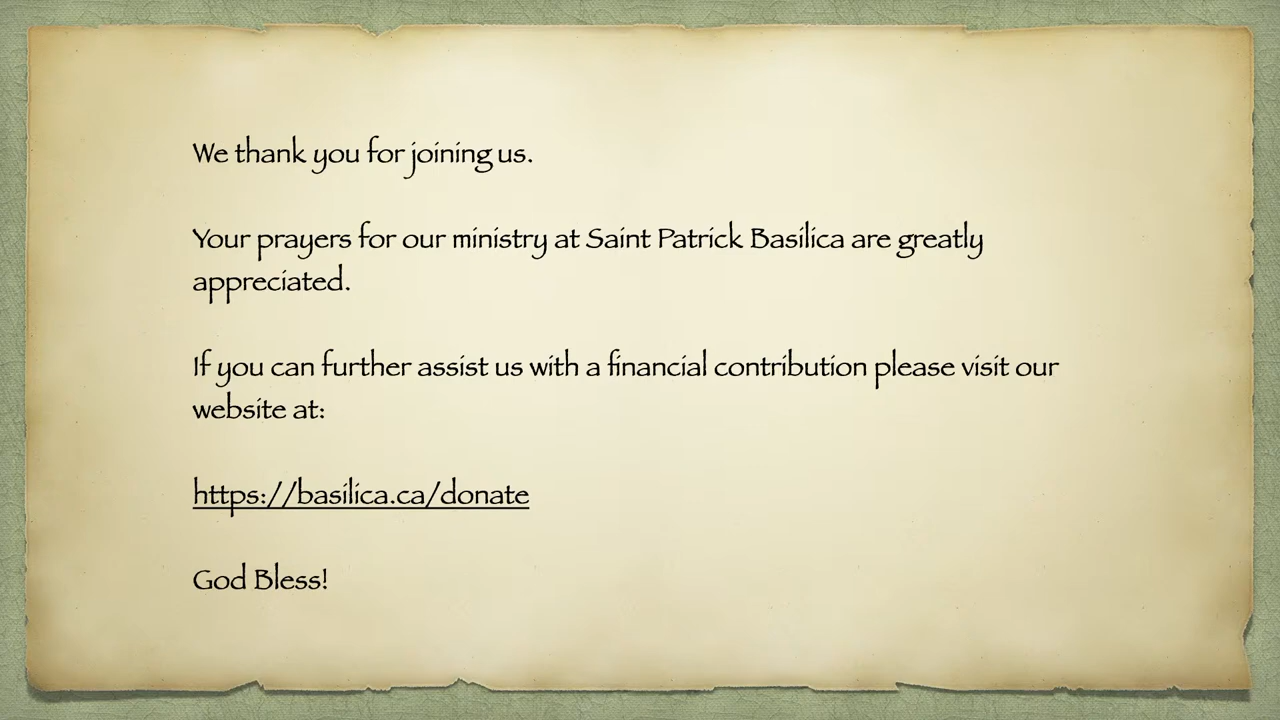 We thank you for joining us.
Your prayers for our ministry at Saint Patrick Basilica are greatly
appreciated.
If you can further assist us with a financial contribution please visit our
website at:
https://basilica.ca/donate
God Bless!